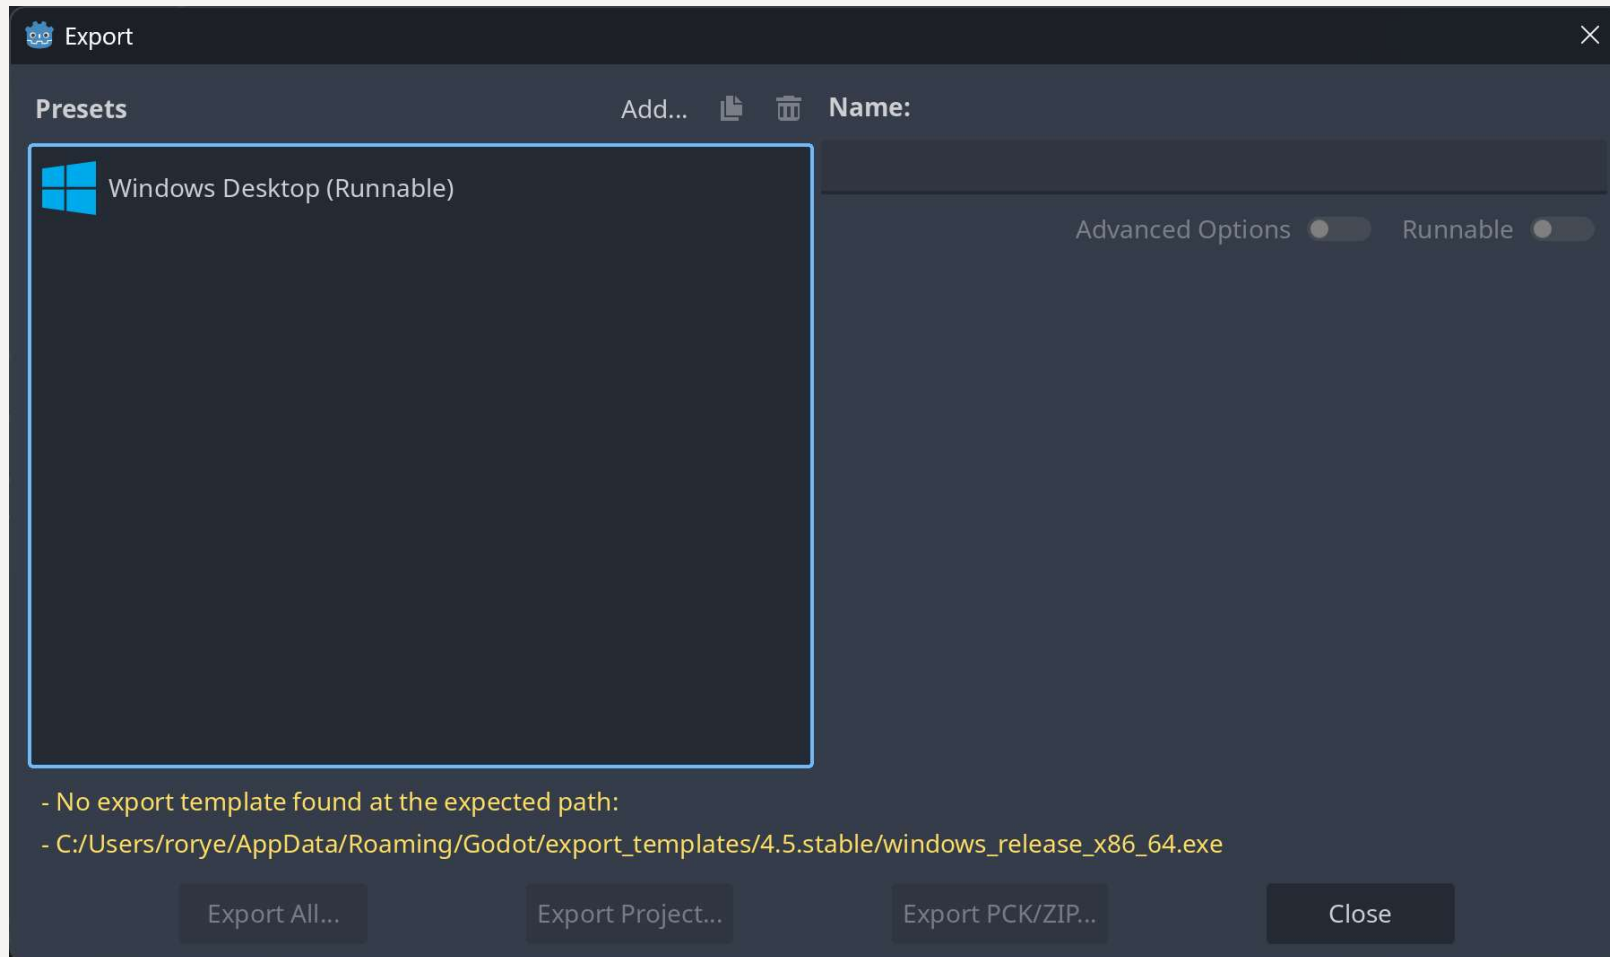 Export
Presets
Add...
Name:
Windows Desktop (Runnable)
Advanced Options
Runnable
- No export template found at the expected path:
- C:/Users/rorye/AppData/Roaming/Godot/export_templates/4.5.stable/windows_release_x86_64.exe
Export All...
Export Project...
Export PCK/ZIP...
Close